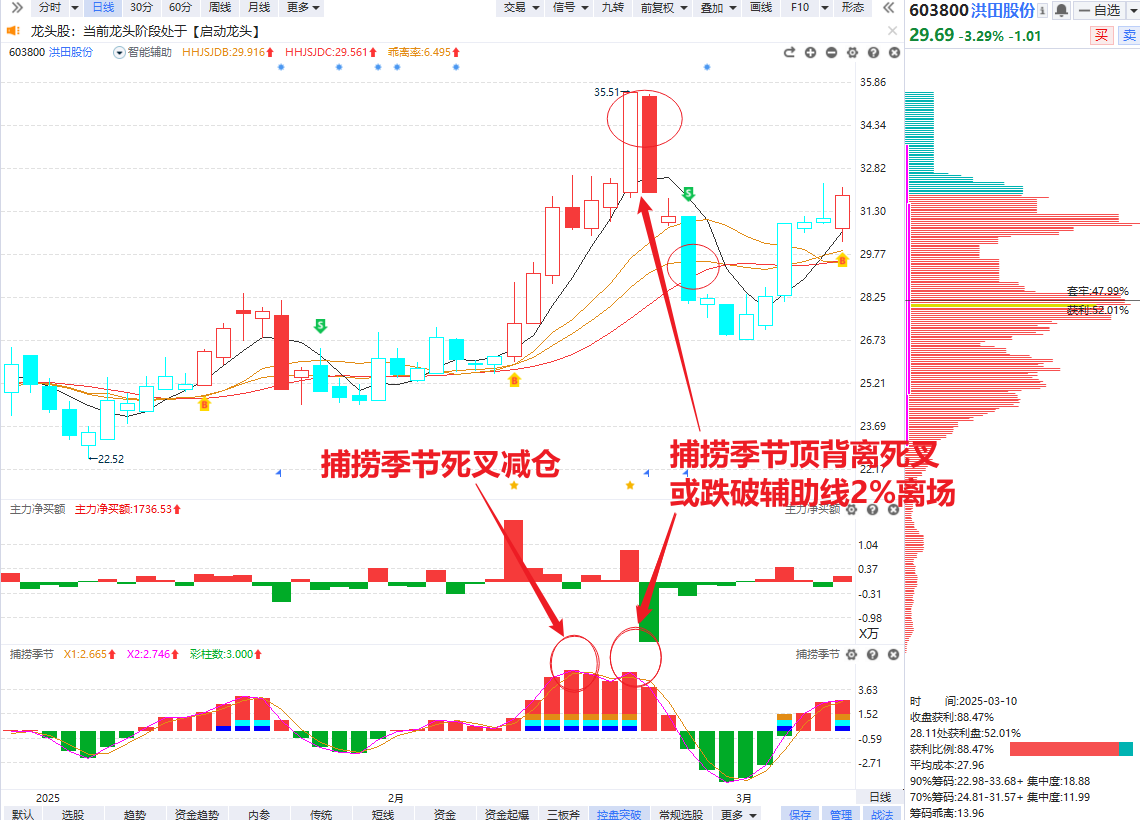 分时 日线 30分 60分 周线 月线 更多 交易 信号 九转 前复权 叠加 画线 F10 形态
603800 洪田股份 自选
29.69 -3.29% -1.01 买 卖
龙头股：当前龙头阶段处于【启动龙头】
603800 洪田股份 智能辅助 HHJSJDB:29.916 HHJSJDC:29.561 乖离率:6.495
35.86
35.51
34.34
32.82
31.30
29.77
28.25
26.73
25.21
23.69
22.17
22.52
套牢:47.99%
获利:52.01%
捕捞季节死叉减仓
捕捞季节顶背离死叉
或跌破辅助线2%离场
主力净买额 主力净买额:1736.53 主力净买额
1.04
0.37
-0.31
-0.98
X万
捕捞季节 X1:2.665 X2:2.746 彩柱数:3.000 捕捞季节
3.63
1.52
-0.59
-2.71
2025 2月 3月 日线
时 间:2025-03-10
收盘获利:88.47%
28.11处获利盘:52.01%
获利比例:88.47%
平均成本:27.96
90%筹码:22.98-33.68+ 集中度:18.88
70%筹码:24.81-31.57+ 集中度:11.99
筹码乖离:13.96
默认 选股 趋势 资金趋势 内参 传统 短线 资金 资金起爆 三板斧 控盘突破 常规选股 更多 保存 管理 战法